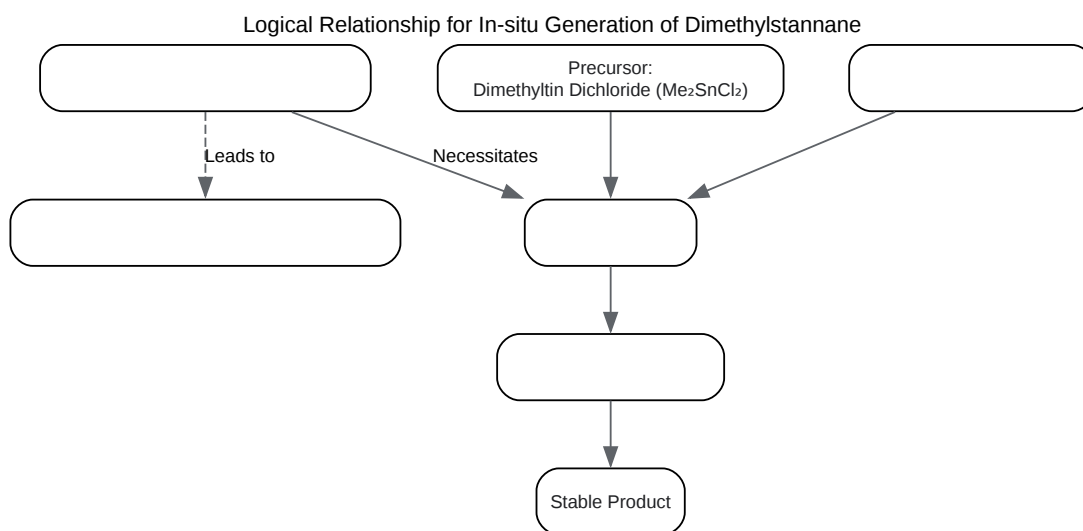 Logical Relationship for In-situ Generation of Dimethylstannane
Precursor:
Dimethyltin Dichloride (Me₂SnCl₂)
Leads to
Necessitates
Stable Product